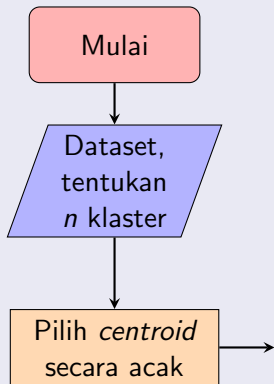 Mulai
Dataset,
tentukan
n klaster
Pilih centroid
secara acak